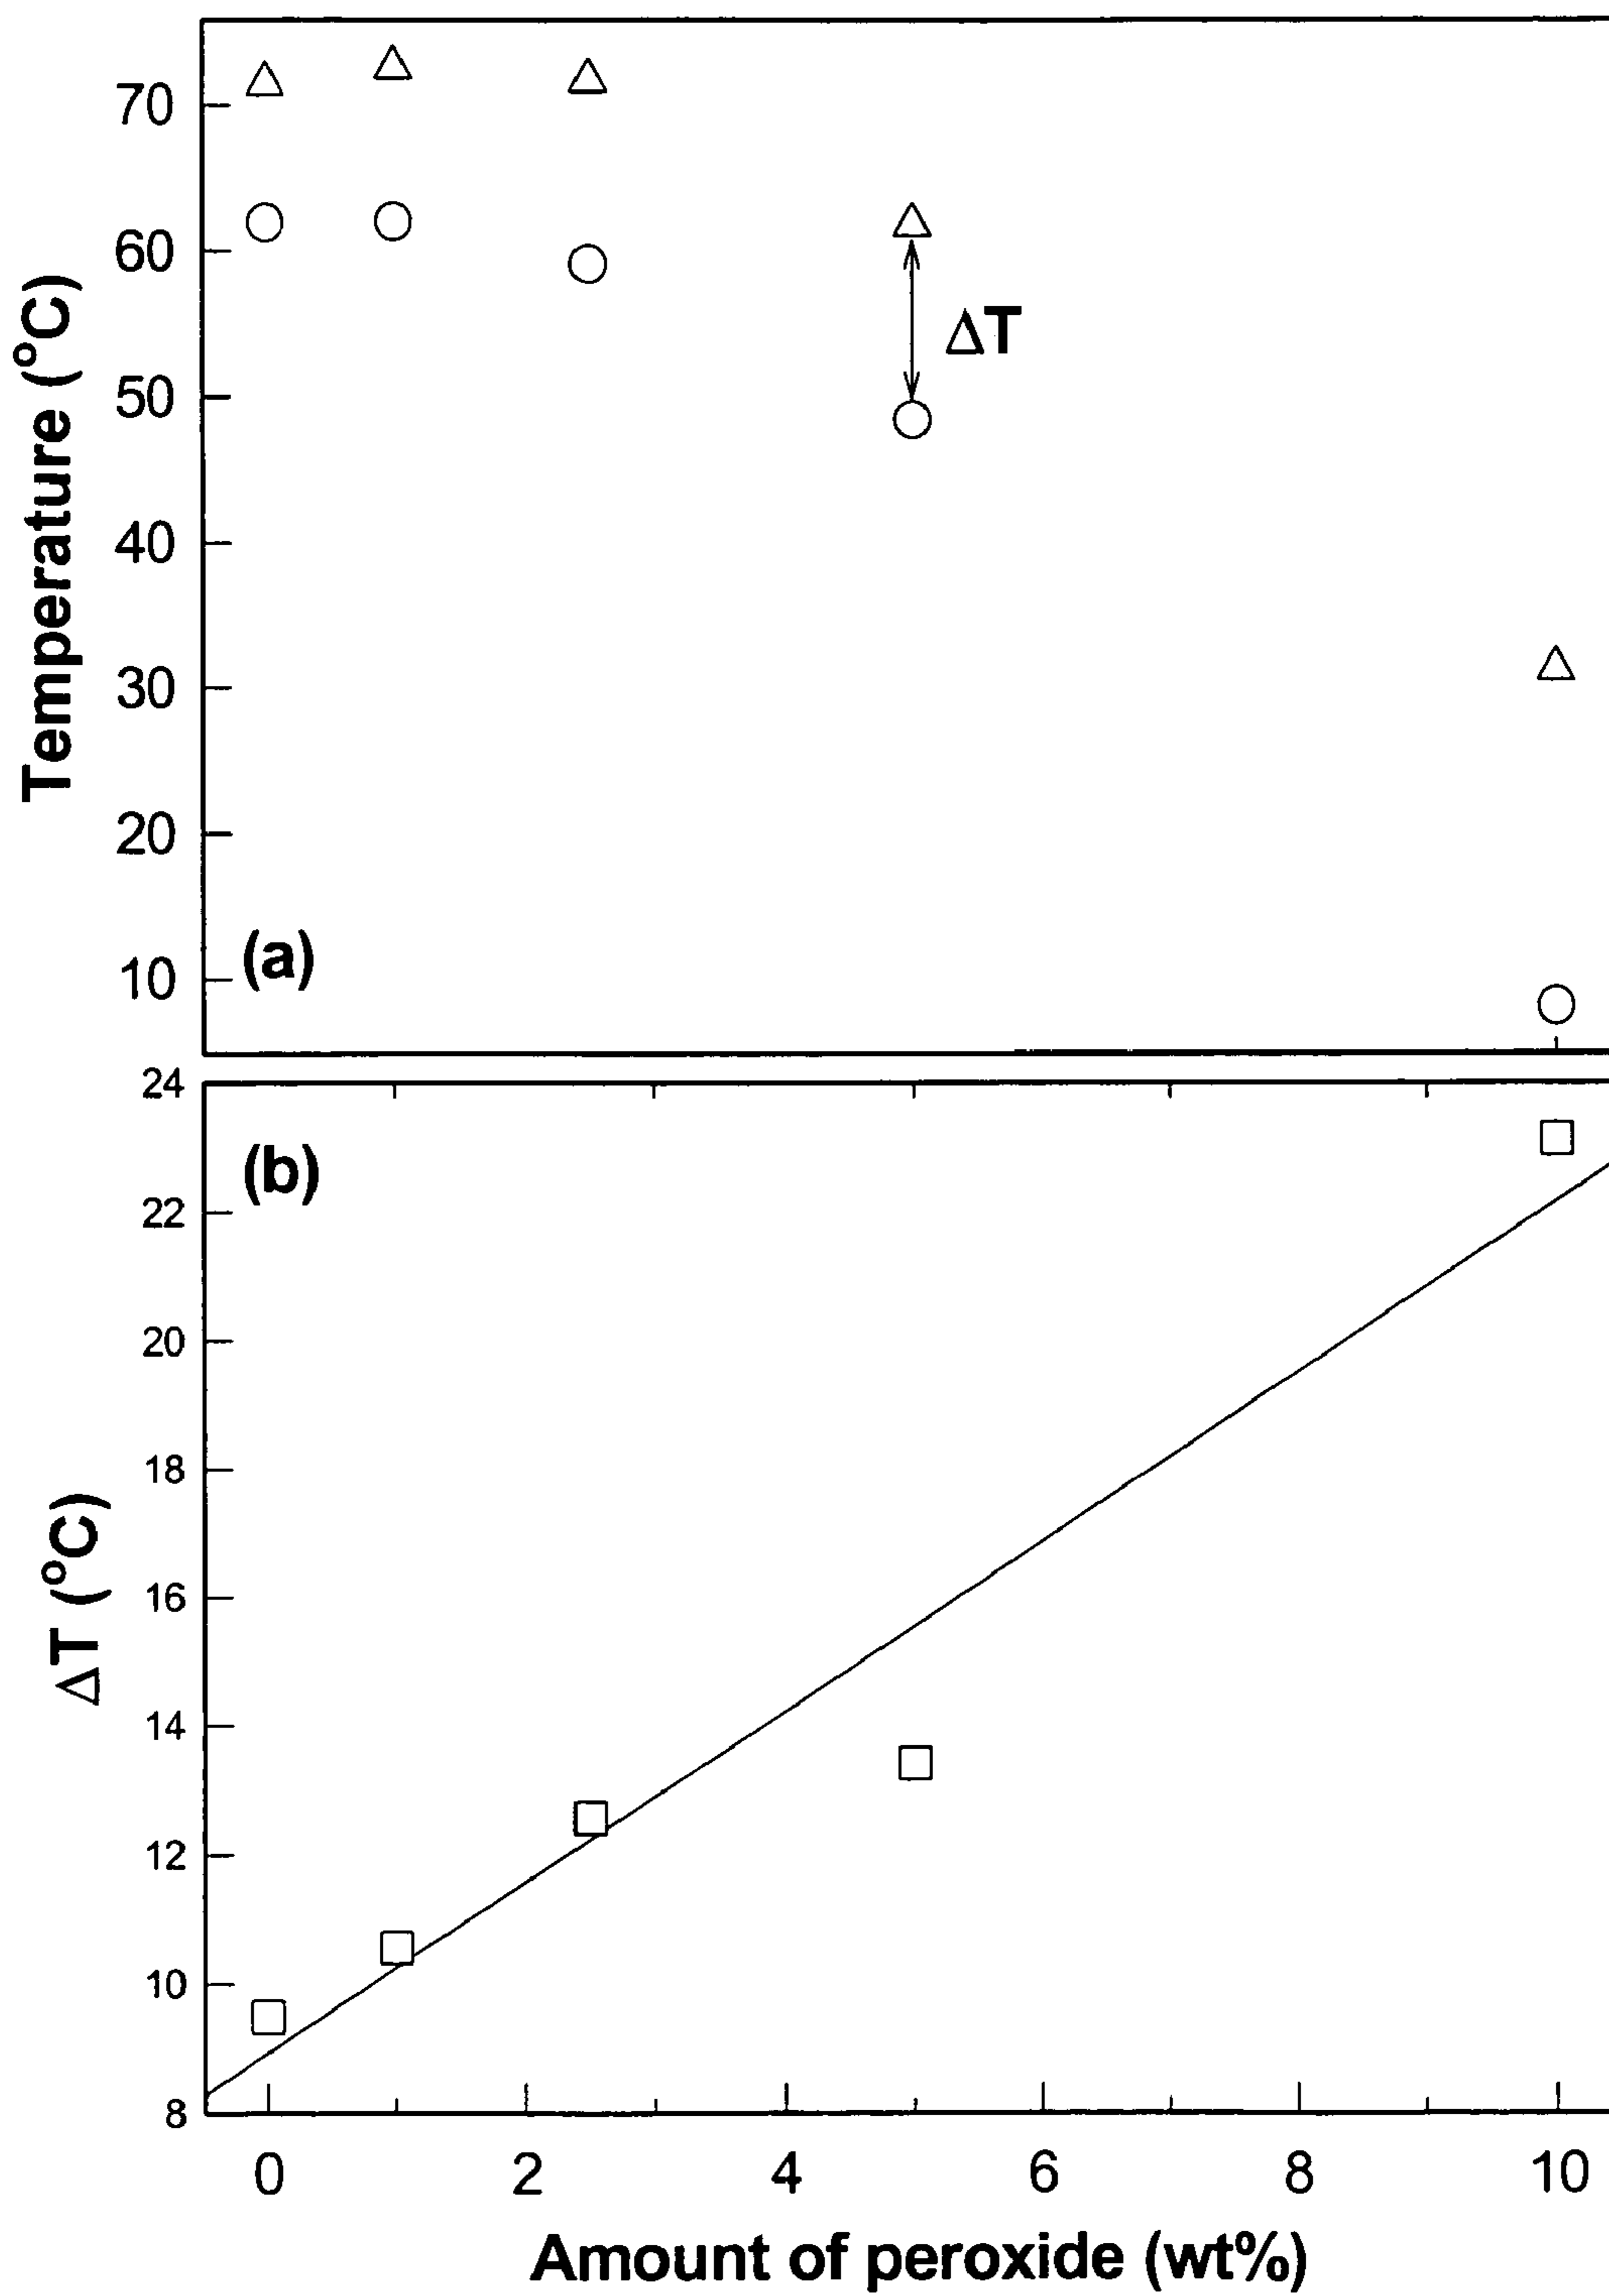 Temperature (°C)
70
60
50
40
30
20
10
ΔT
(a)
ΔT (°C)
24
22
20
18
16
14
12
10
8
(b)
0 2 4 6 8 10
Amount of peroxide (wt%)